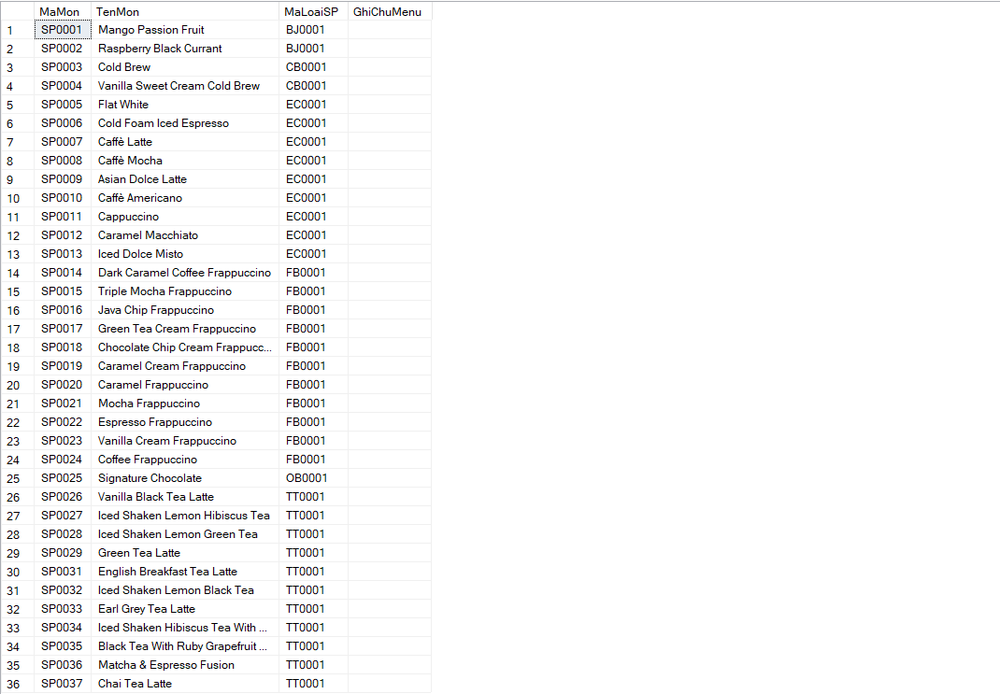 MaMon TenMon MaLoaiSP GhiChuMenu
1 SP0001 Mango Passion Fruit BJ0001
2 SP0002 Raspberry Black Currant BJ0001
3 SP0003 Cold Brew CB0001
4 SP0004 Vanilla Sweet Cream Cold Brew CB0001
5 SP0005 Flat White EC0001
6 SP0006 Cold Foam Iced Espresso EC0001
7 SP0007 Caffè Latte EC0001
8 SP0008 Caffè Mocha EC0001
9 SP0009 Asian Dolce Latte EC0001
10 SP0010 Caffè Americano EC0001
11 SP0011 Cappuccino EC0001
12 SP0012 Caramel Macchiato EC0001
13 SP0013 Iced Dolce Misto EC0001
14 SP0014 Dark Caramel Coffee Frappuccino FB0001
15 SP0015 Triple Mocha Frappuccino FB0001
16 SP0016 Java Chip Frappuccino FB0001
17 SP0017 Green Tea Cream Frappuccino FB0001
18 SP0018 Chocolate Chip Cream Frappucc... FB0001
19 SP0019 Caramel Cream Frappuccino FB0001
20 SP0020 Caramel Frappuccino FB0001
21 SP0021 Mocha Frappuccino FB0001
22 SP0022 Espresso Frappuccino FB0001
23 SP0023 Vanilla Cream Frappuccino FB0001
24 SP0024 Coffee Frappuccino FB0001
25 SP0025 Signature Chocolate OB0001
26 SP0026 Vanilla Black Tea Latte TT0001
27 SP0027 Iced Shaken Lemon Hibiscus Tea TT0001
28 SP0028 Iced Shaken Lemon Green Tea TT0001
29 SP0029 Green Tea Latte TT0001
30 SP0031 English Breakfast Tea Latte TT0001
31 SP0032 Iced Shaken Lemon Black Tea TT0001
32 SP0033 Earl Grey Tea Latte TT0001
33 SP0034 Iced Shaken Hibiscus Tea With ... TT0001
34 SP0035 Black Tea With Ruby Grapefruit ... TT0001
35 SP0036 Matcha & Espresso Fusion TT0001
36 SP0037 Chai Tea Latte TT0001